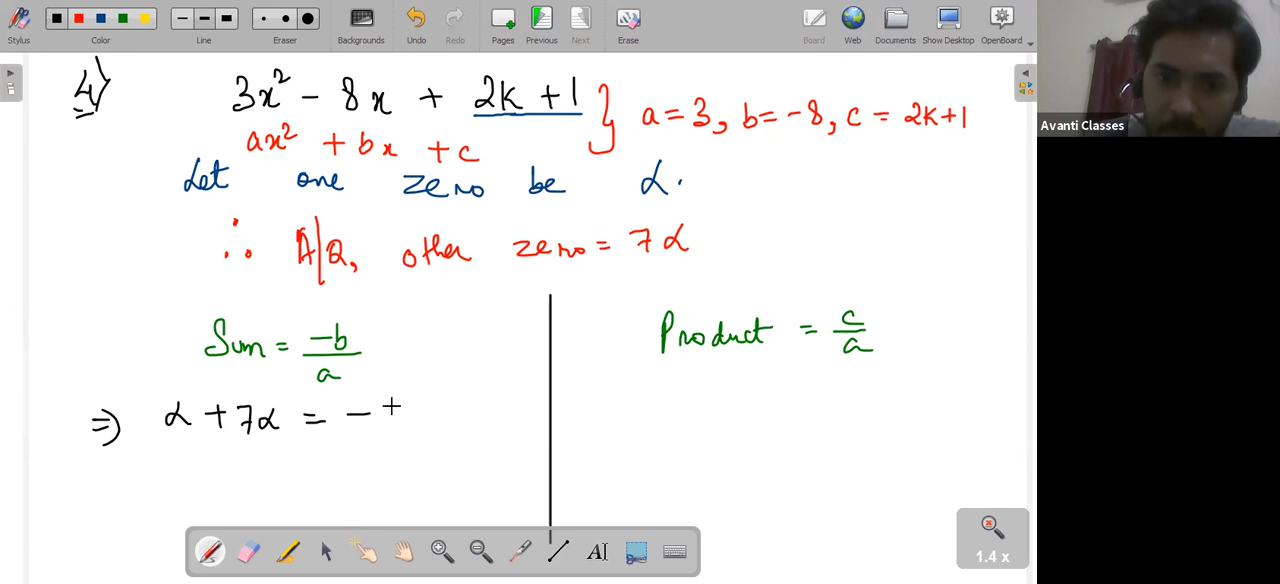 Stylus
Color
Line
Eraser
Backgrounds
Undo
Redo
Pages
Previous
Next
Erase
Board
Web
Documents
Show Desktop
OpenBoard
4)
3x² - 8x + 2k + 1 } a = 3, b = -8, c = 2k+1
ax² + bx + c
Let one zero be α.
∴ A|Q, other zero = 7α
Sum = -b/a
Product = c/a
⇒ α + 7α = -
Avanti Classes
1.4 x